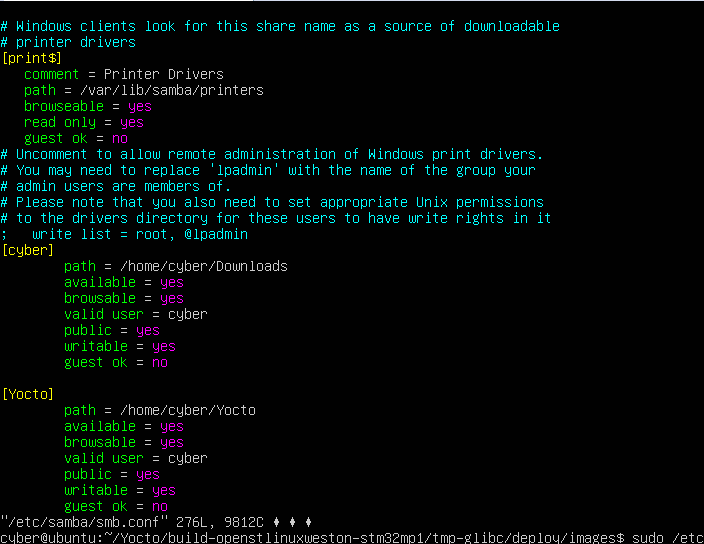 # Windows clients look for this share name as a source of downloadable
# printer drivers
[print$]
comment = Printer Drivers
path = /var/lib/samba/printers
browseable = yes
read only = yes
guest ok = no
# Uncomment to allow remote administration of Windows print drivers.
# You may need to replace 'lpadmin' with the name of the group your
# admin users are members of.
# Please note that you also need to set appropriate Unix permissions
# to the drivers directory for these users to have write rights in it
; write list = root, @lpadmin
[cyber]
path = /home/cyber/Downloads
available = yes
browsable = yes
valid user = cyber
public = yes
writable = yes
guest ok = no
[Yocto]
path = /home/cyber/Yocto
available = yes
browsable = yes
valid user = cyber
public = yes
writable = yes
guest ok = no
"/etc/samba/smb.conf" 276L, 9812C ♦ ♦ ♦
cyber@ubuntu:~/Yocto/build-openstlinuxweston-stm32mp1/tmp-glibc/deploy/images$ sudo /etc